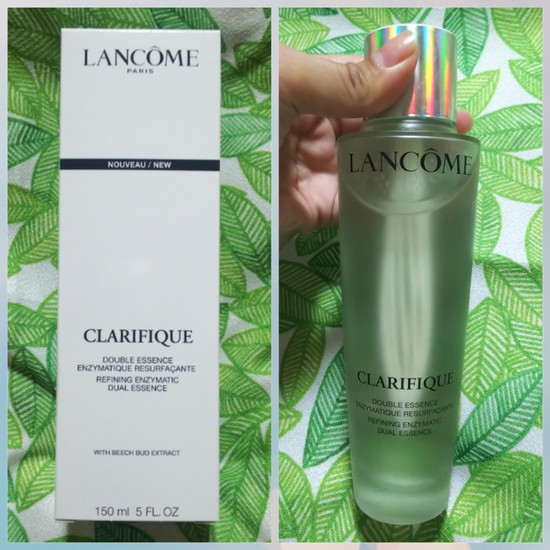 LANCÔME
PARIS
NOUVEAU / NEW
CLARIFIQUE
DOUBLE ESSENCE
ENZYMATIQUE RESURFAÇANTE
REFINING ENZYMATIC
DUAL ESSENCE
WITH BEECH BUD EXTRACT
150 ml 5 FL. OZ
LANCÔME
CLARIFIQUE
DOUBLE ESSENCE
ENZYMATIQUE RESURFAÇANTE
REFINING ENZYMATIC
DUAL ESSENCE